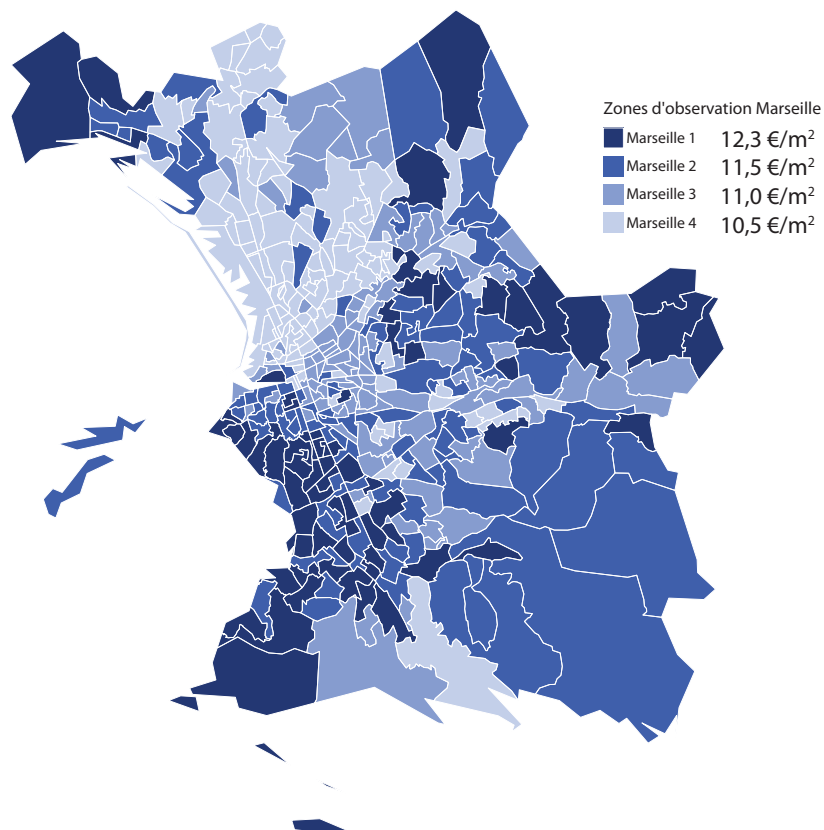 Zones d'observation Marseille
Marseille 1 12,3 €/m²
Marseille 2 11,5 €/m²
Marseille 3 11,0 €/m²
Marseille 4 10,5 €/m²